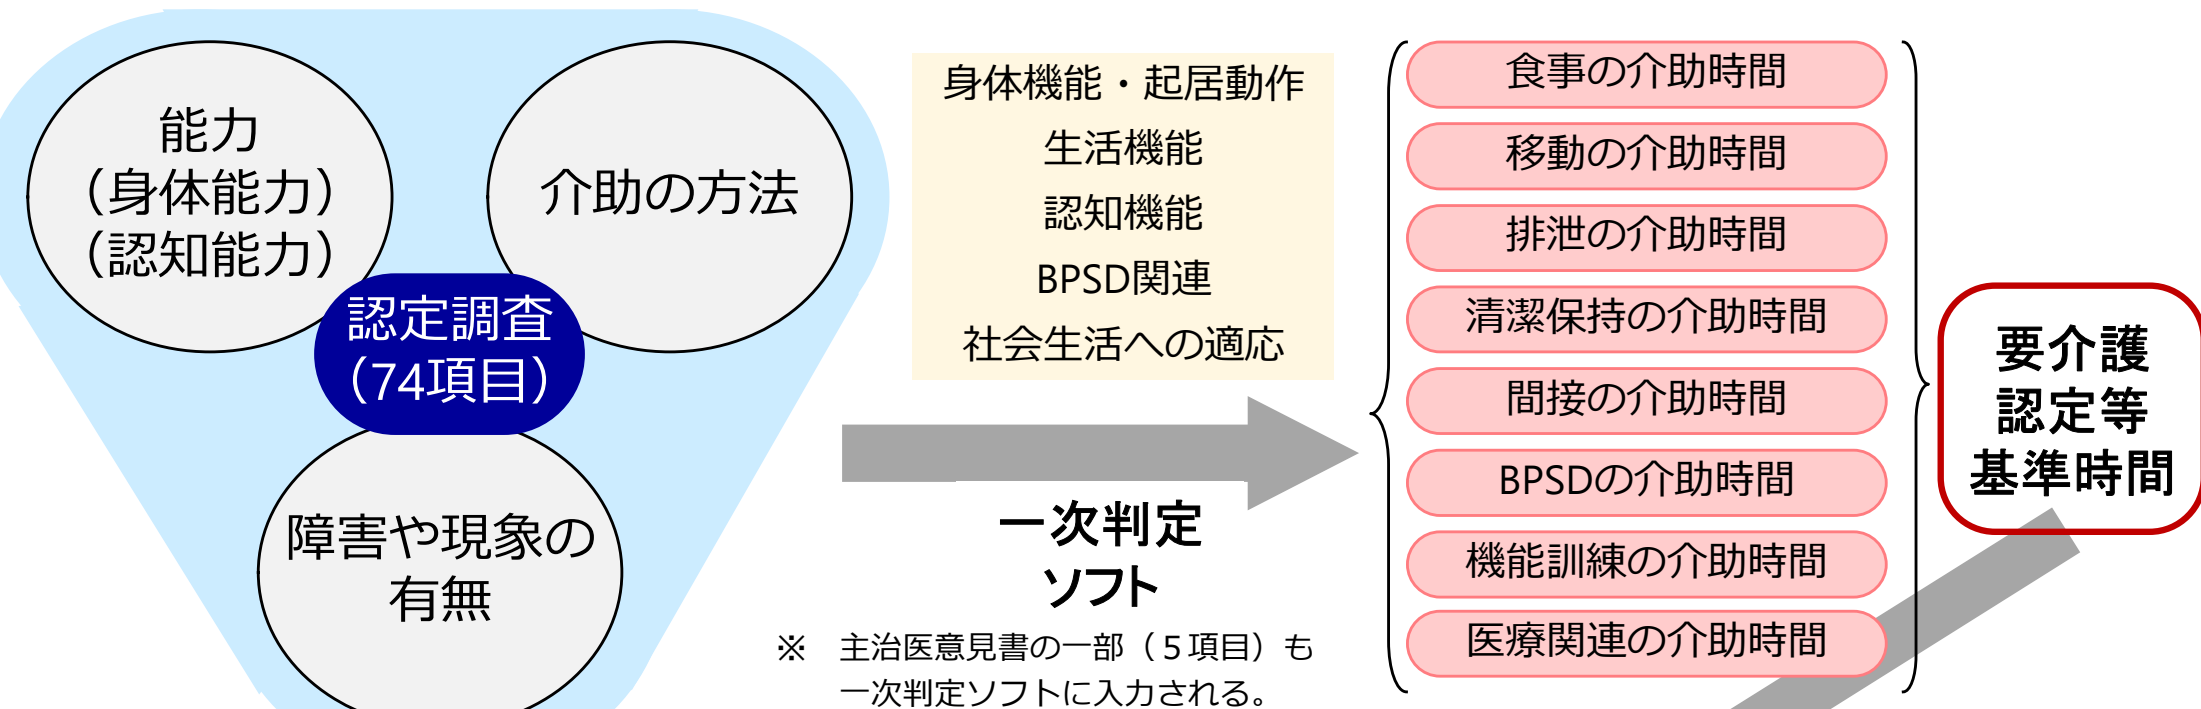 能力
（身体能力）
（認知能力）
介助の方法
認定調査
（74項目）
障害や現象の
有無
身体機能・起居動作
生活機能
認知機能
BPSD関連
社会生活への適応
一次判定
ソフト
※　主治医意見書の一部（５項目）も
一次判定ソフトに入力される。
食事の介助時間
移動の介助時間
排泄の介助時間
清潔保持の介助時間
間接の介助時間
BPSDの介助時間
機能訓練の介助時間
医療関連の介助時間
要介護
認定等
基準時間